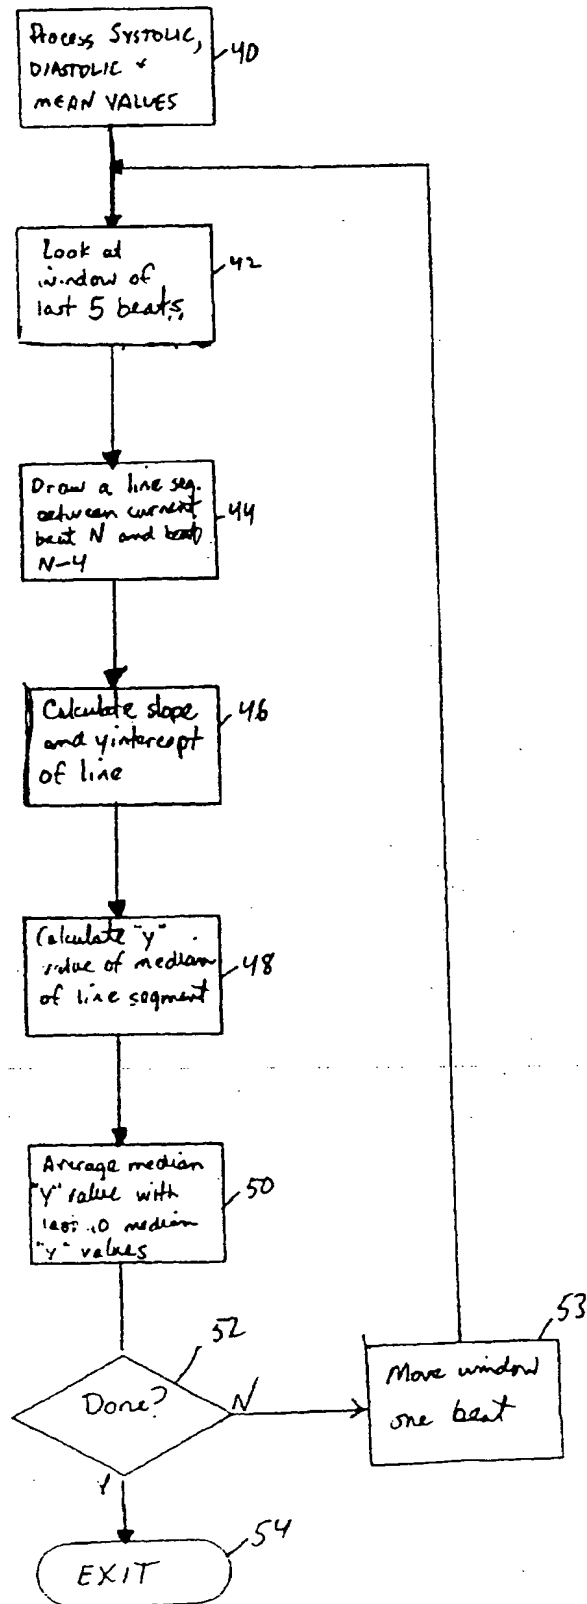 Process Systolic,
Diastolic &
Mean Values
40
Look at
window of
last 5 beats
42
Draw a line seg.
between current
beat N and beat
N-4
44
Calculate slope
and y intercept
of line
46
Calculate "y"
value of median
of line segment
48
Average median
"Y" value with
last 10 median
"Y" values
50
52
Done?
N
53
Move window
one beat
Y
EXIT
54